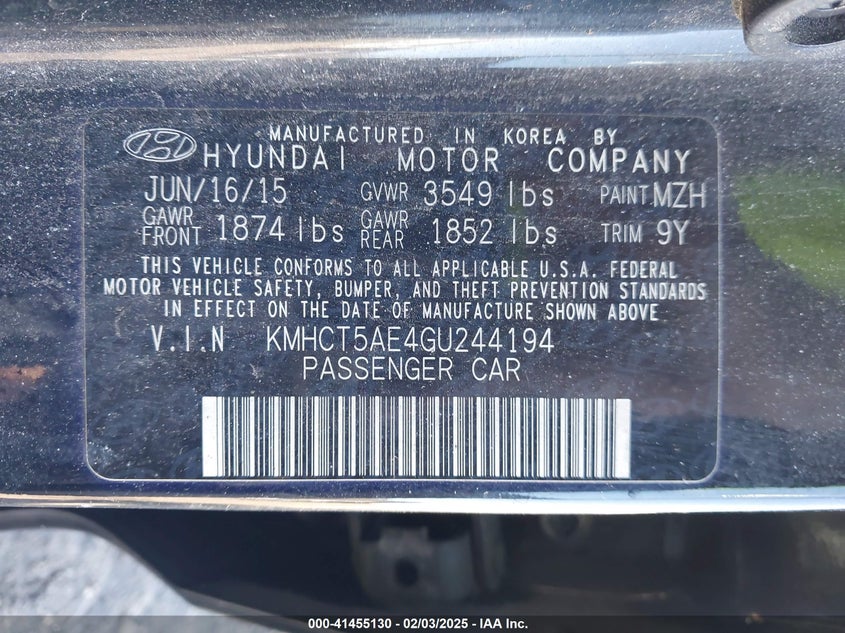 MANUFACTURED IN KOREA BY
HYUNDAI MOTOR COMPANY
JUN/16/15 GVWR 3549 lbs PAINT MZH
GAWR FRONT 1874 lbs GAWR REAR 1852 lbs TRIM 9Y
THIS VEHICLE CONFORMS TO ALL APPLICABLE U.S.A. FEDERAL
MOTOR VEHICLE SAFETY, BUMPER, AND THEFT PREVENTION STANDARDS
IN EFFECT ON THE DATE OF MANUFACTURE SHOWN ABOVE
V.I.N KMHCT5AE4GU244194
PASSENGER CAR
000-41455130 - 02/03/2025 - IAA Inc.